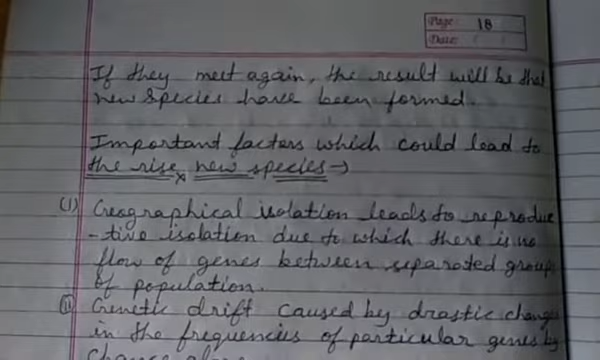 Page: 18
Date:
If they meet again, the result will be that
new species have been formed.
Important factors which could lead to
the rise x new species →
(i) Geographical isolation leads to reproduc
-tive isolation due to which there is no
flow of genes between separated groups
of population.
(ii) Genetic drift caused by drastic changes
in the frequencies of particular genes by
chance alone